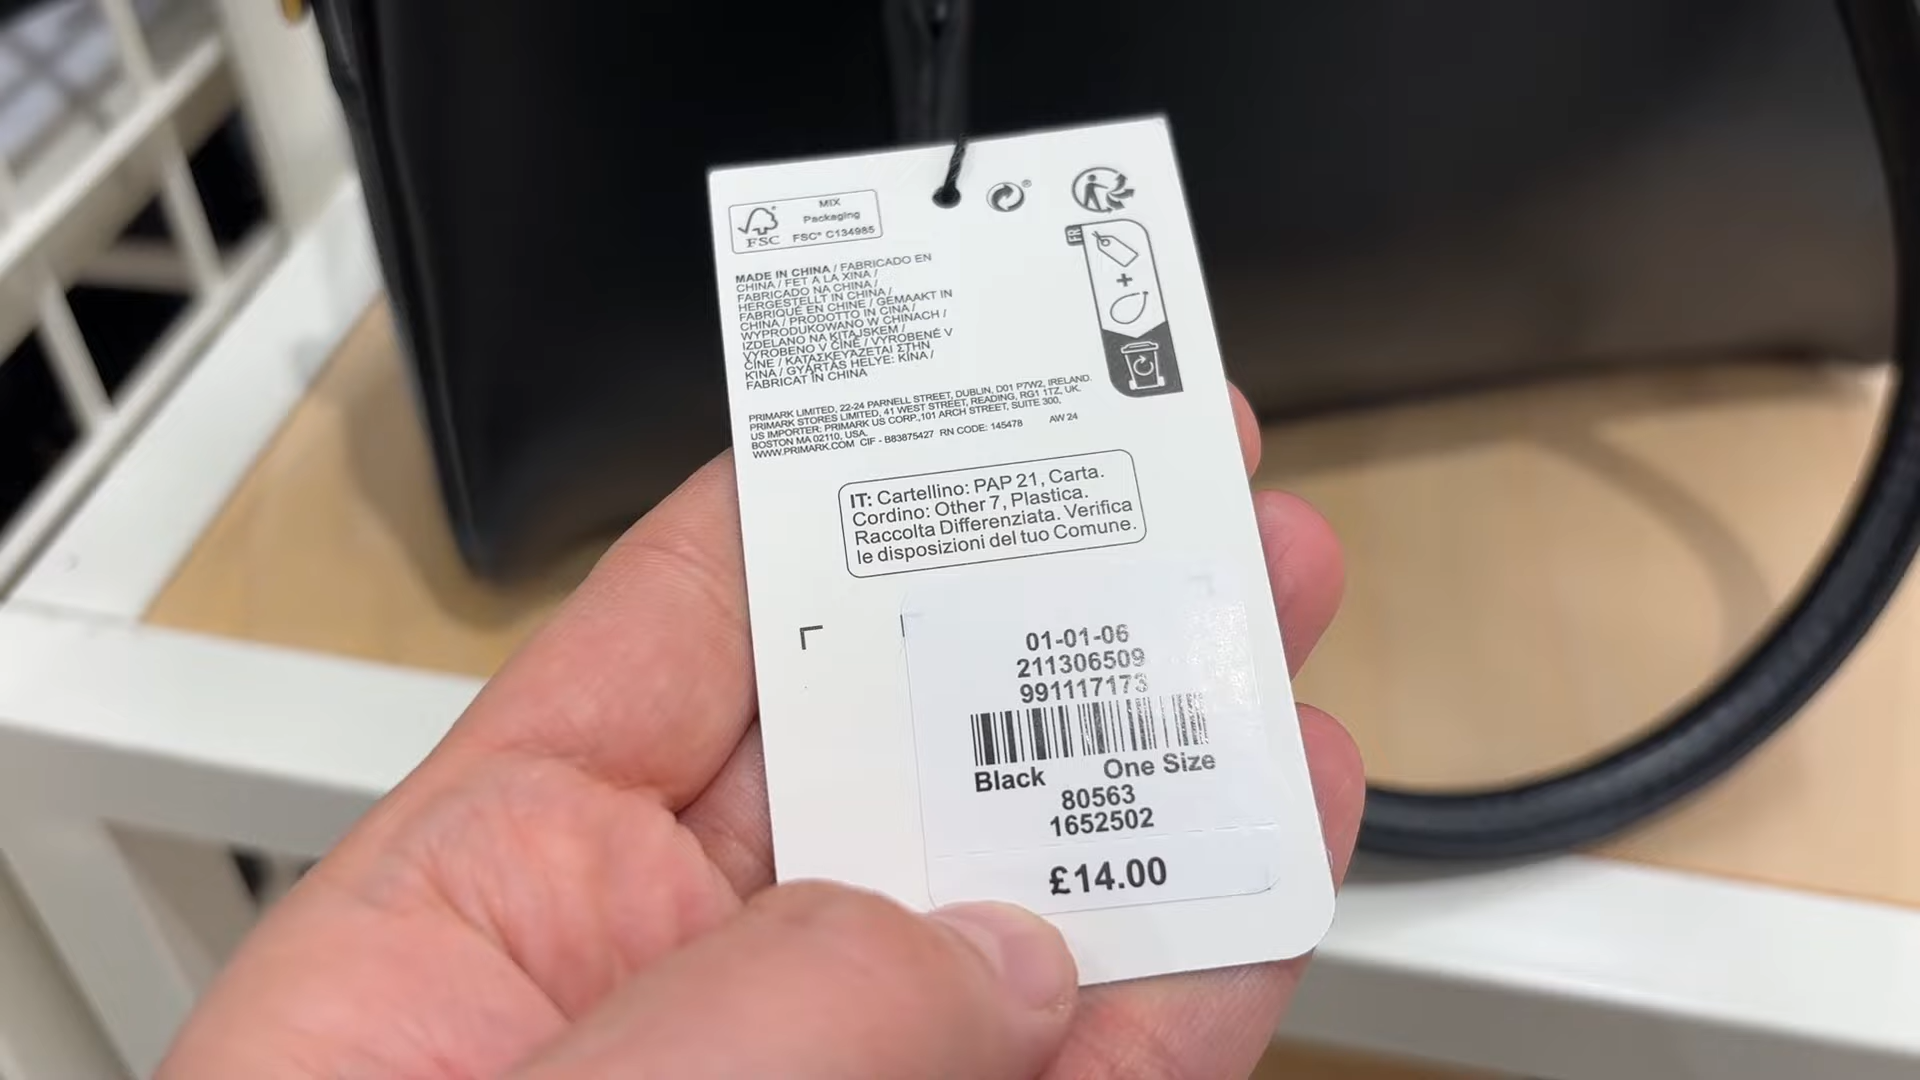 MIX
Packaging
FSC
FSC® C134985
FR
MADE IN CHINA / FABRICADO EN
CHINA / FET A LA XINA /
FABRICADO NA CHINA /
HERGESTELLT IN CHINA /
FABRIQUÉ EN CHINE / GEMAAKT IN
CHINA / PRODOTTO IN CINA /
WYPRODUKOWANO W CHINACH /
IZDELANO NA KITAJSKEM /
VYROBENO V ČÍNĚ / VYROBENÉ V
ČÍNE / ΚΑΤΑΣΚΕΥΑΖΕΤΑΙ ΣΤΗΝ
ΚΙΝΑ / GYÁRTÁS HELYE: KÍNA /
FABRICAT ÎN CHINA
PRIMARK LIMITED, 22-24 PARNELL STREET, DUBLIN, D01 P7W2, IRELAND.
PRIMARK STORES LIMITED, 41 WEST STREET, READING, RG1 1TZ, UK.
US IMPORTER: PRIMARK US CORP.,101 ARCH STREET, SUITE 300,
BOSTON MA 02110, USA.
WWW.PRIMARK.COM CIF - B83875427 RN CODE: 145478 AW 24
IT: Cartellino: PAP 21, Carta.
Cordino: Other 7, Plastica.
Raccolta Differenziata. Verifica
le disposizioni del tuo Comune.
01-01-06
211306509
991117173
Black One Size
80563
1652502
£14.00